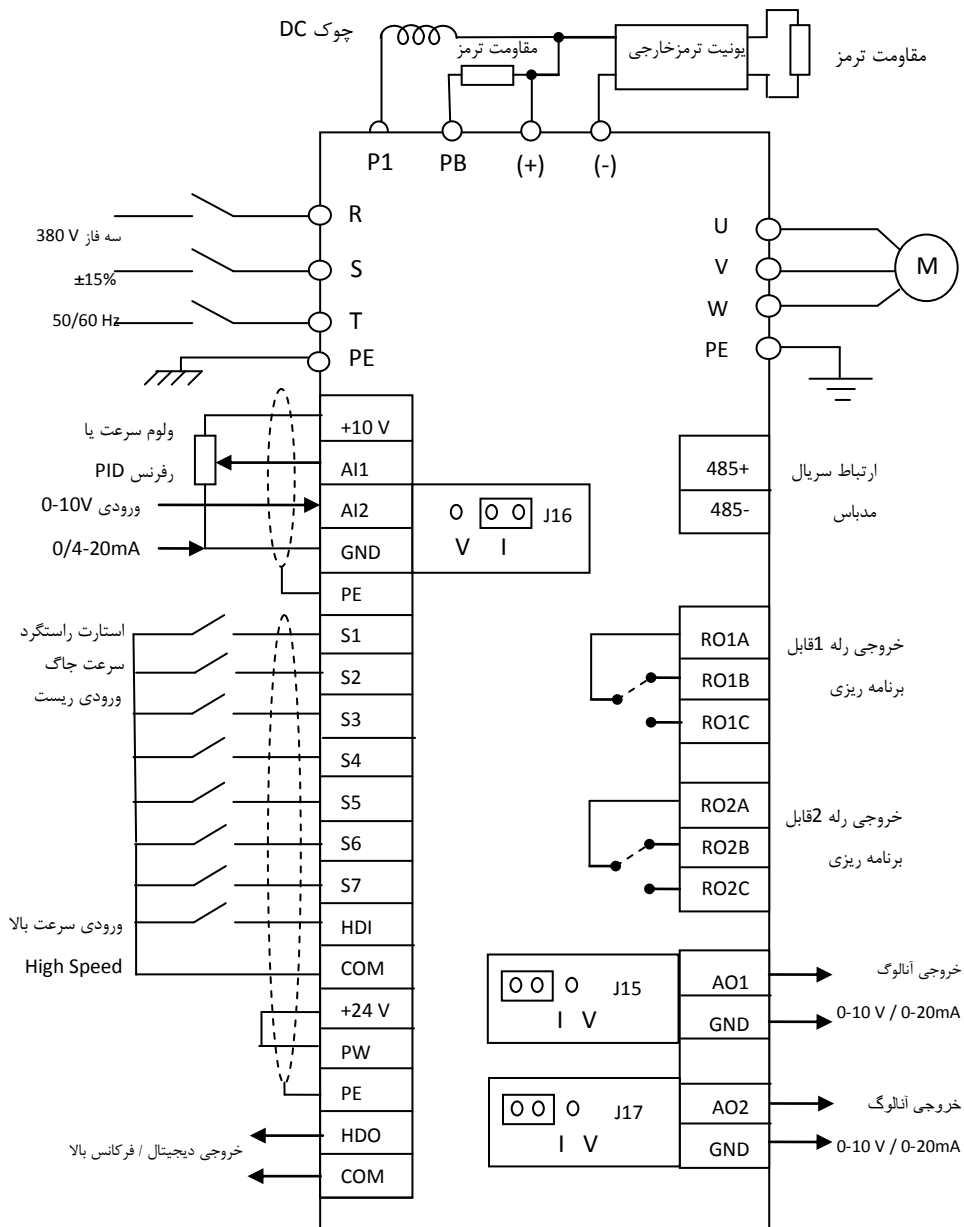 چوک DC
مقاومت ترمز
یونیت ترمزخارجی
مقاومت ترمز
P1
PB
(+)
(-)
R
سه فاز 380 V
S
±15%
T
50/60 Hz
PE
U
V
W
M
PE
+10 V
ولوم سرعت یا
رفرنس PID
AI1
ورودی 0-10V
AI2
0/4-20mA
GND
J16
V I
PE
485+
485-
ارتباط سریال
مدباس
استارت راستگرد
S1
سرعت جاگ
S2
ورودی ریست
S3
S4
S5
S6
S7
ورودی سرعت بالا
HDI
High Speed
COM
+24 V
PW
PE
HDO
خروجی دیجیتال / فرکانس بالا
COM
RO1A
RO1B
RO1C
خروجی رله 1قابل
برنامه ریزی
RO2A
RO2B
RO2C
خروجی رله 2قابل
برنامه ریزی
J15
I V
AO1
GND
خروجی آنالوگ
0-10 V / 0-20mA
J17
I V
AO2
GND
خروجی آنالوگ
0-10 V / 0-20mA